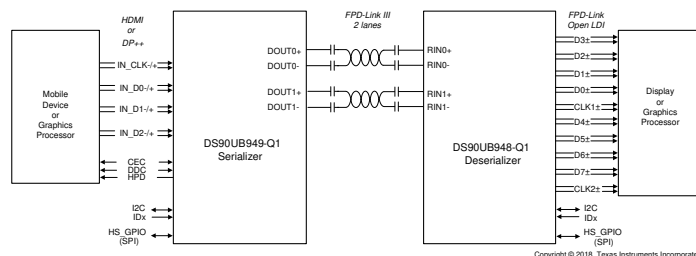 HDMI
or
DP++
FPD-Link III
2 lanes
FPD-Link
Open LDI
Mobile
Device
or
Graphics
Processor
IN_CLK-/+
IN_D0-/+
IN_D1-/+
IN_D2-/+
CEC
DDC
HPD
I2C
IDx
HS_GPIO
(SPI)
DS90UB949-Q1
Serializer
DOUT0+
DOUT0-
DOUT1+
DOUT1-
RIN0+
RIN0-
RIN1+
RIN1-
DS90UB948-Q1
Deserializer
D3±
D2±
D1±
D0±
CLK1±
D4±
D5±
D6±
D7±
CLK2±
I2C
IDx
HS_GPIO
(SPI)
Display
or
Graphics
Processor
Copyright © 2018, Texas Instruments Incorporate